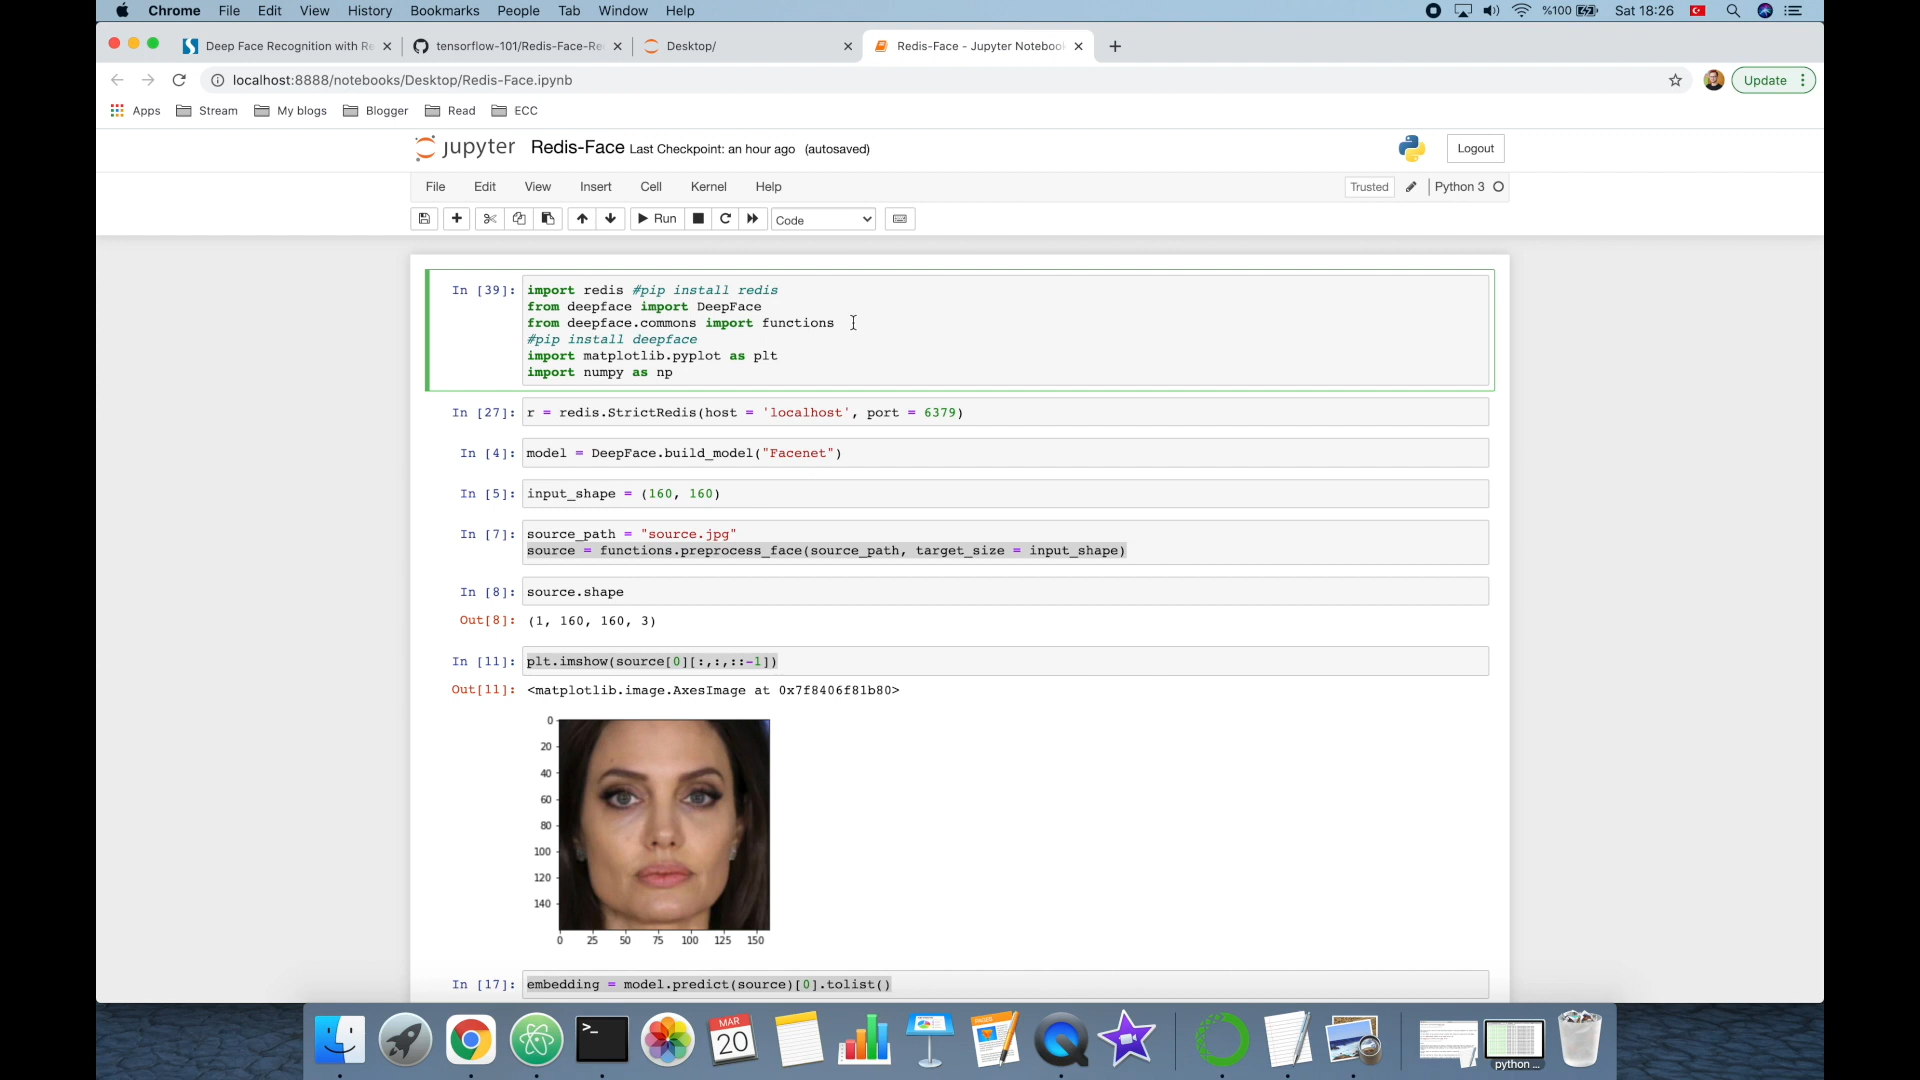 Chrome File Edit View History Bookmarks People Tab Window Help %100 Sat 18:26
Deep Face Recognition with Re
tensorflow-101/Redis-Face-Re
Desktop/
Redis-Face - Jupyter Notebook
localhost:8888/notebooks/Desktop/Redis-Face.ipynb
Update
Apps Stream My blogs Blogger Read ECC
jupyter Redis-Face Last Checkpoint: an hour ago (autosaved)
Logout
File Edit View Insert Cell Kernel Help
Trusted Python 3
Run Code
In [39]: import redis #pip install redis
from deepface import DeepFace
from deepface.commons import functions
#pip install deepface
import matplotlib.pyplot as plt
import numpy as np
In [27]: r = redis.StrictRedis(host = 'localhost', port = 6379)
In [4]: model = DeepFace.build_model("Facenet")
In [5]: input_shape = (160, 160)
In [7]: source_path = "source.jpg"
source = functions.preprocess_face(source_path, target_size = input_shape)
In [8]: source.shape
Out[8]: (1, 160, 160, 3)
In [11]: plt.imshow(source[0][:,:,::-1])
Out[11]: <matplotlib.image.AxesImage at 0x7f8406f81b80>
0
20
40
60
80
100
120
140
0 25 50 75 100 125 150
In [17]: embedding = model.predict(source)[0].tolist()
MAR
20
PAGES
python ...